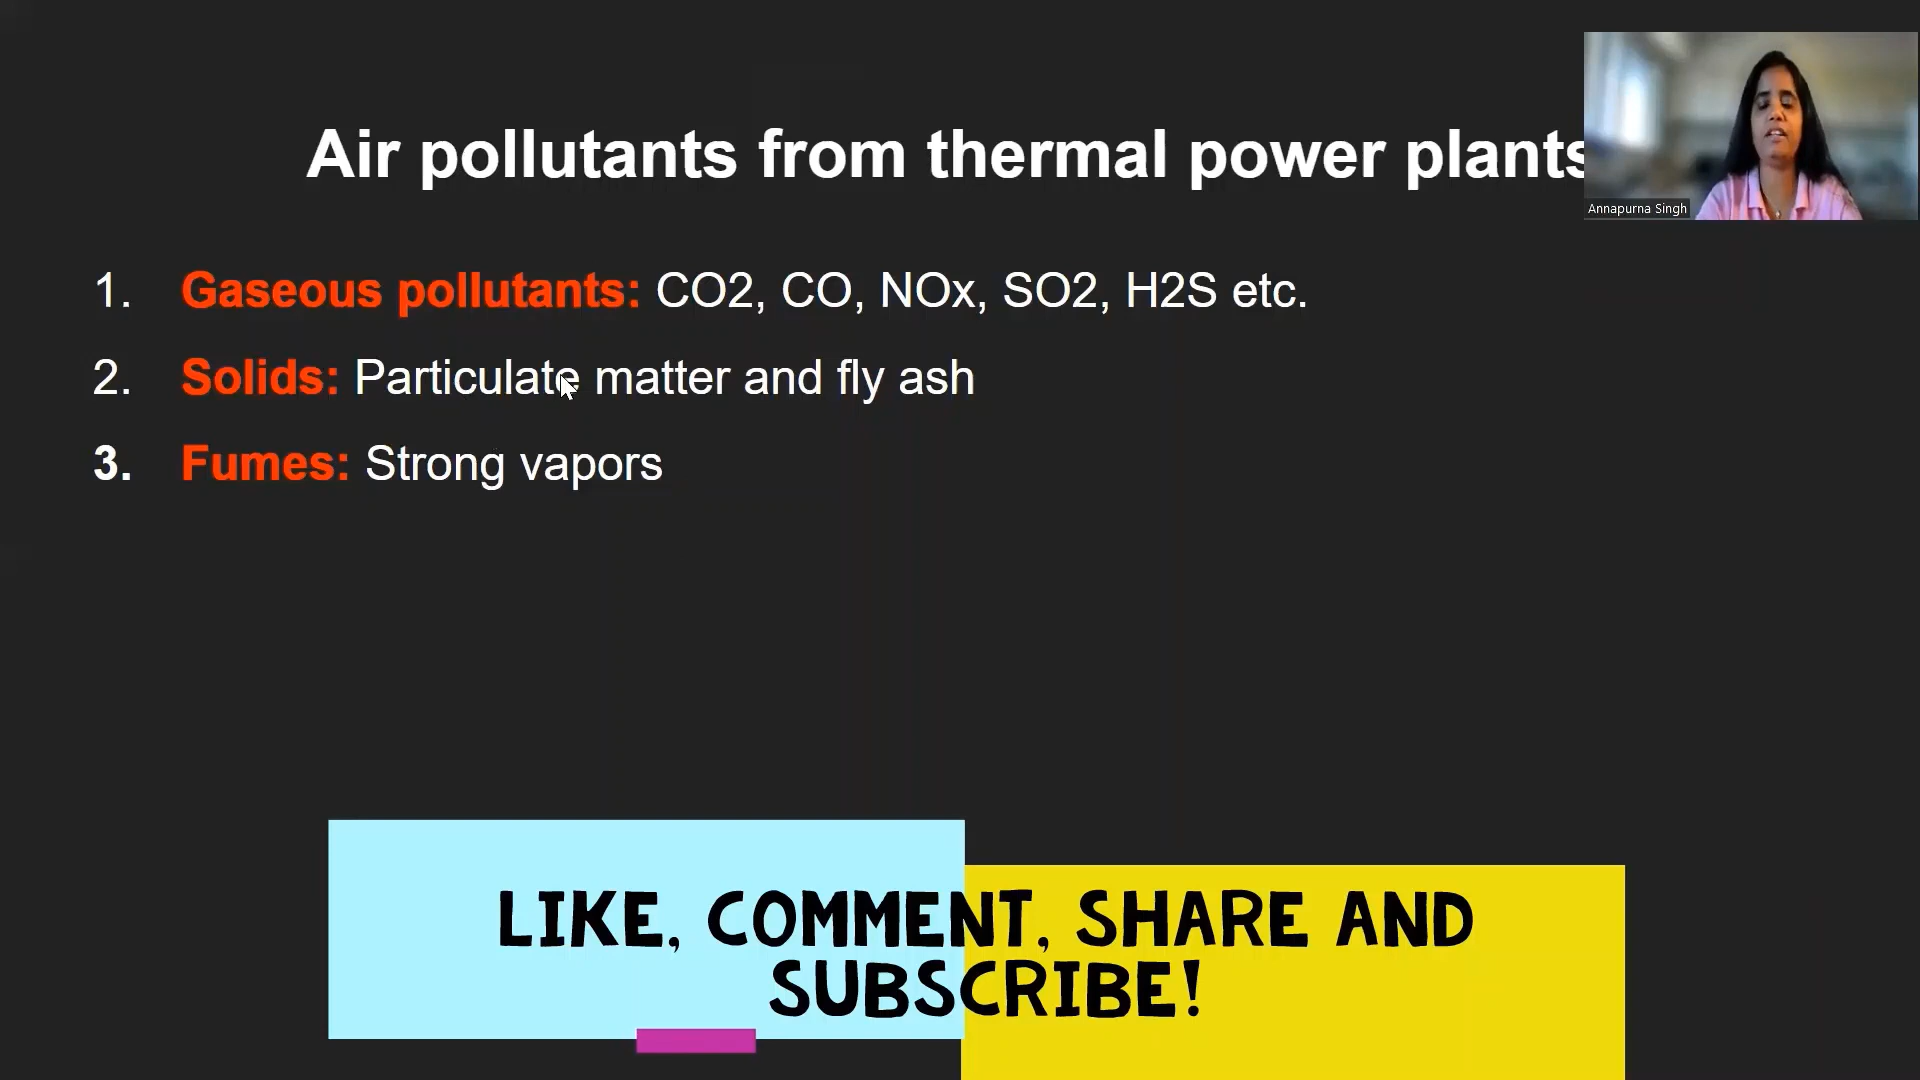 Air pollutants from thermal power plants
Annapurna Singh
1. Gaseous pollutants: CO2, CO, NOx, SO2, H2S etc.
2. Solids: Particulate matter and fly ash
3. Fumes: Strong vapors
LIKE, COMMENT, SHARE AND
SUBSCRIBE!